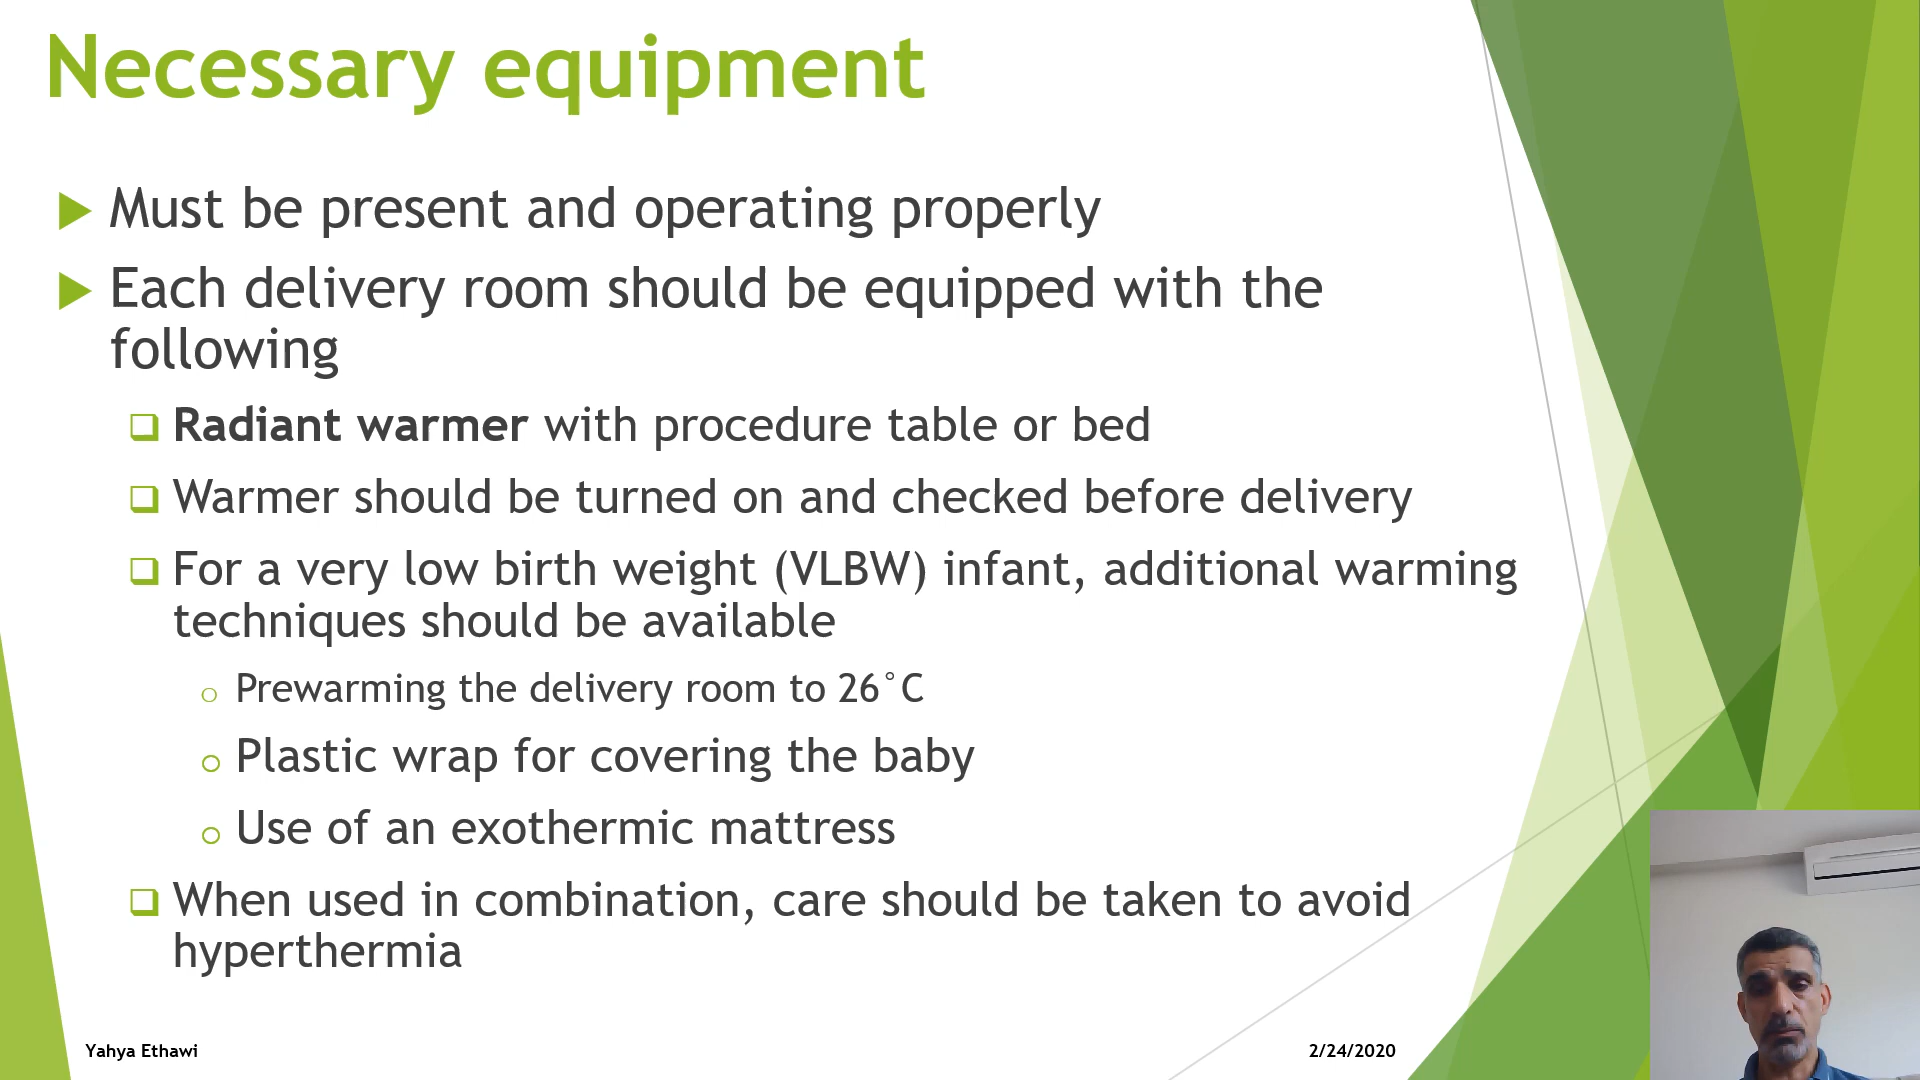 Necessary equipment
Must be present and operating properly
Each delivery room should be equipped with the
following
Radiant warmer with procedure table or bed
Warmer should be turned on and checked before delivery
For a very low birth weight (VLBW) infant, additional warming
techniques should be available
Prewarming the delivery room to 26°C
Plastic wrap for covering the baby
Use of an exothermic mattress
When used in combination, care should be taken to avoid
hyperthermia
Yahya Ethawi
2/24/2020